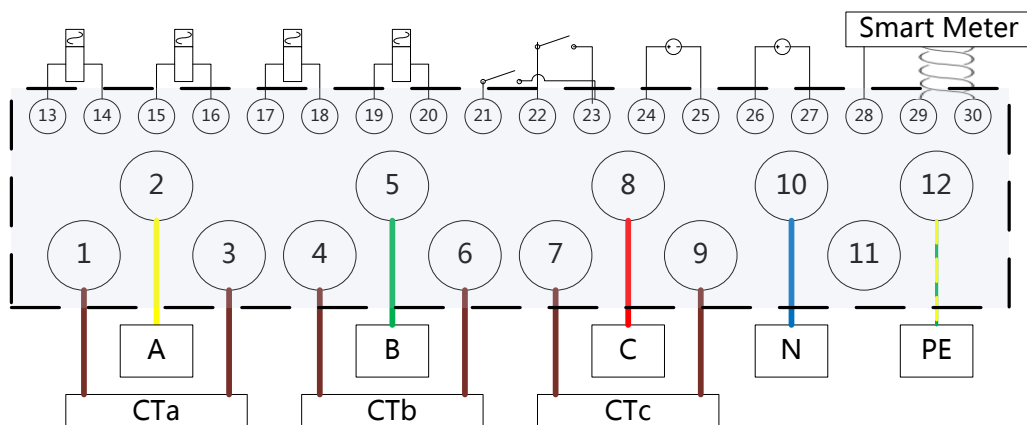 Smart Meter
13 14 15 16 17 18 19 20 21 22 23 24 25 26 27 28 29 30
2 5 8 10 12
1 3 4 6 7 9 11
A B C N PE
CTa CTb CTc